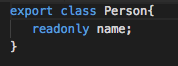 export class Person{
readonly name;
}